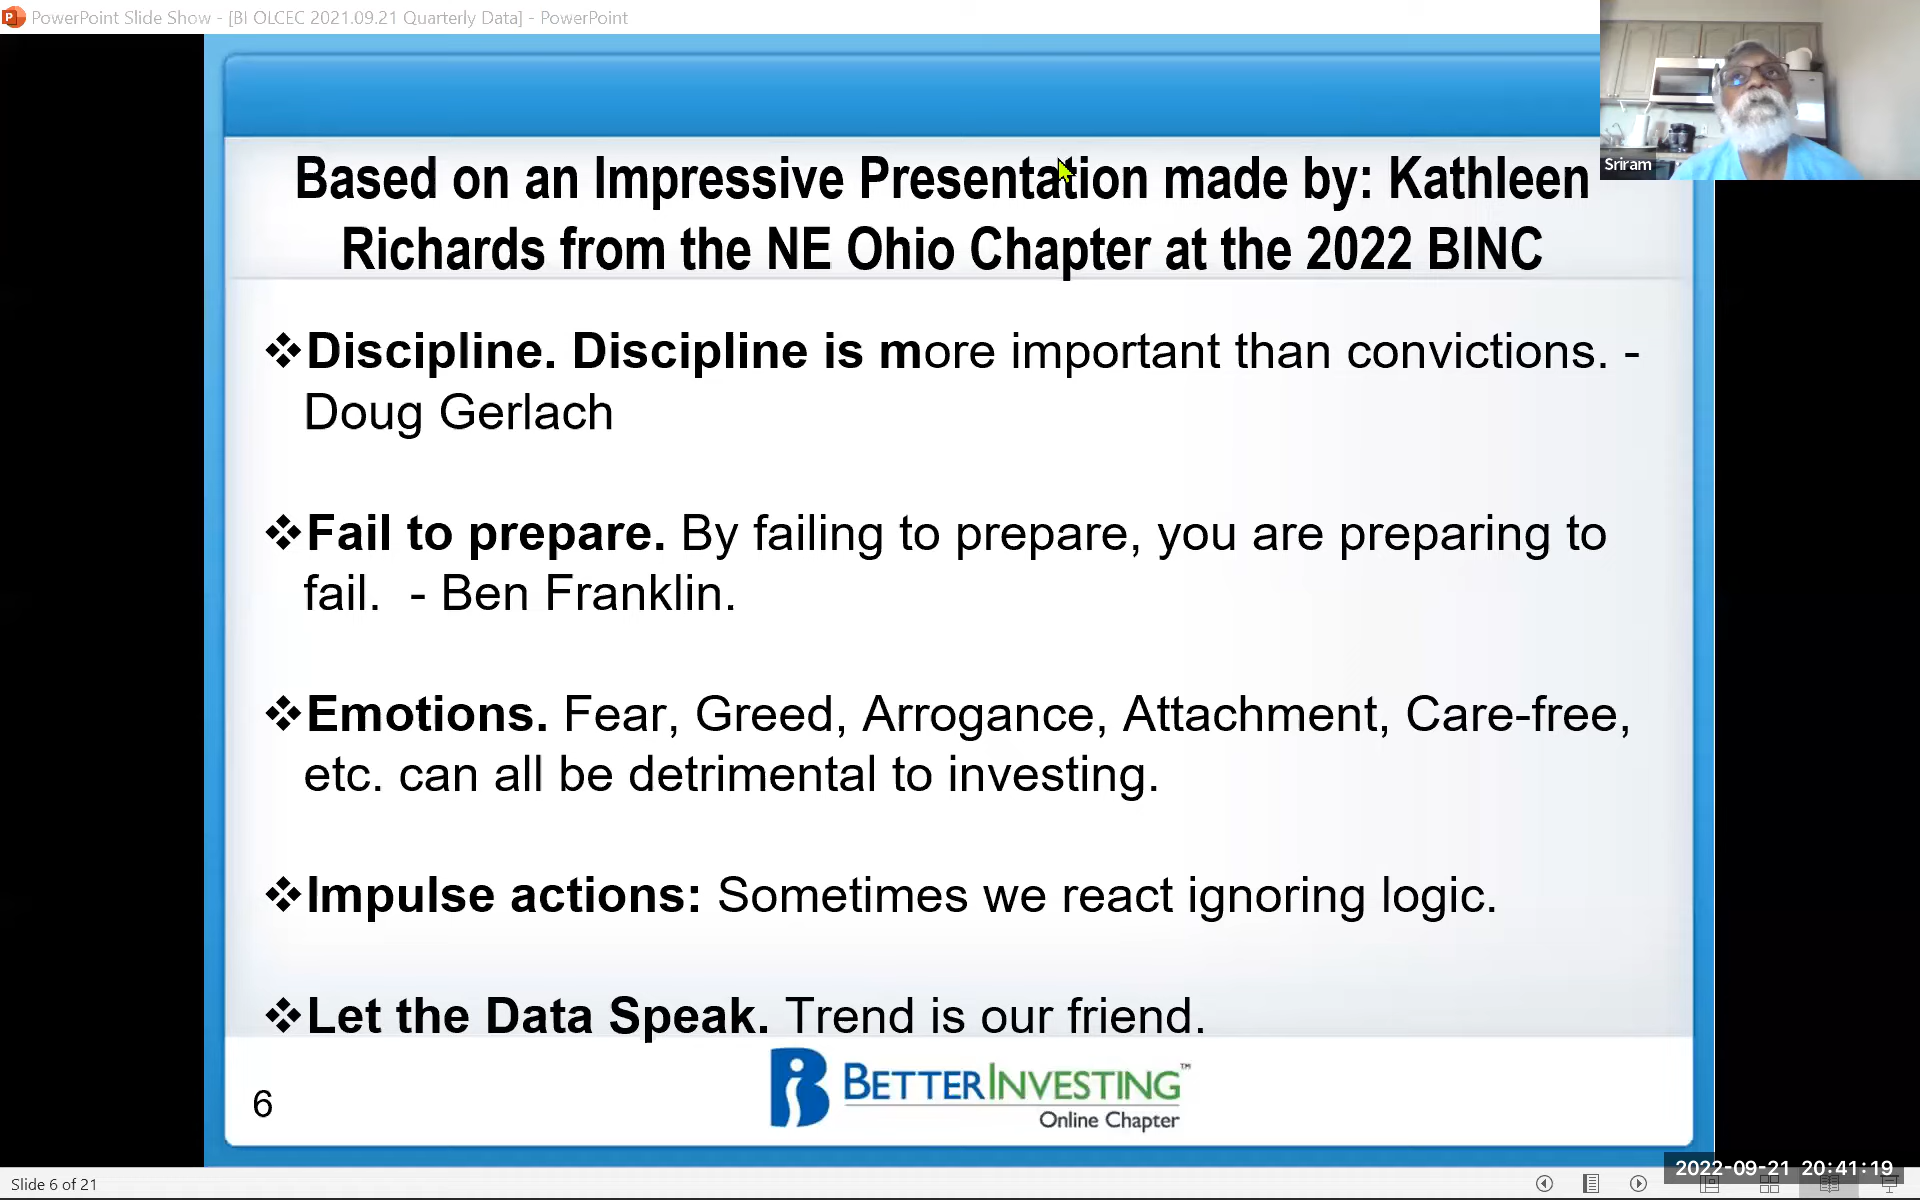 PowerPoint Slide Show - [BI OLCEC 2021.09.21 Quarterly Data] - PowerPoint
Sriram
Based on an Impressive Presentation made by: Kathleen
Richards from the NE Ohio Chapter at the 2022 BINC
❖Discipline. Discipline is more important than convictions. -
Doug Gerlach
❖Fail to prepare. By failing to prepare, you are preparing to
fail.  - Ben Franklin.
❖Emotions. Fear, Greed, Arrogance, Attachment, Care-free,
etc. can all be detrimental to investing.
❖Impulse actions: Sometimes we react ignoring logic.
❖Let the Data Speak. Trend is our friend.
6
BETTERINVESTING™
Online Chapter
2022-09-21 20:41:19
Slide 6 of 21